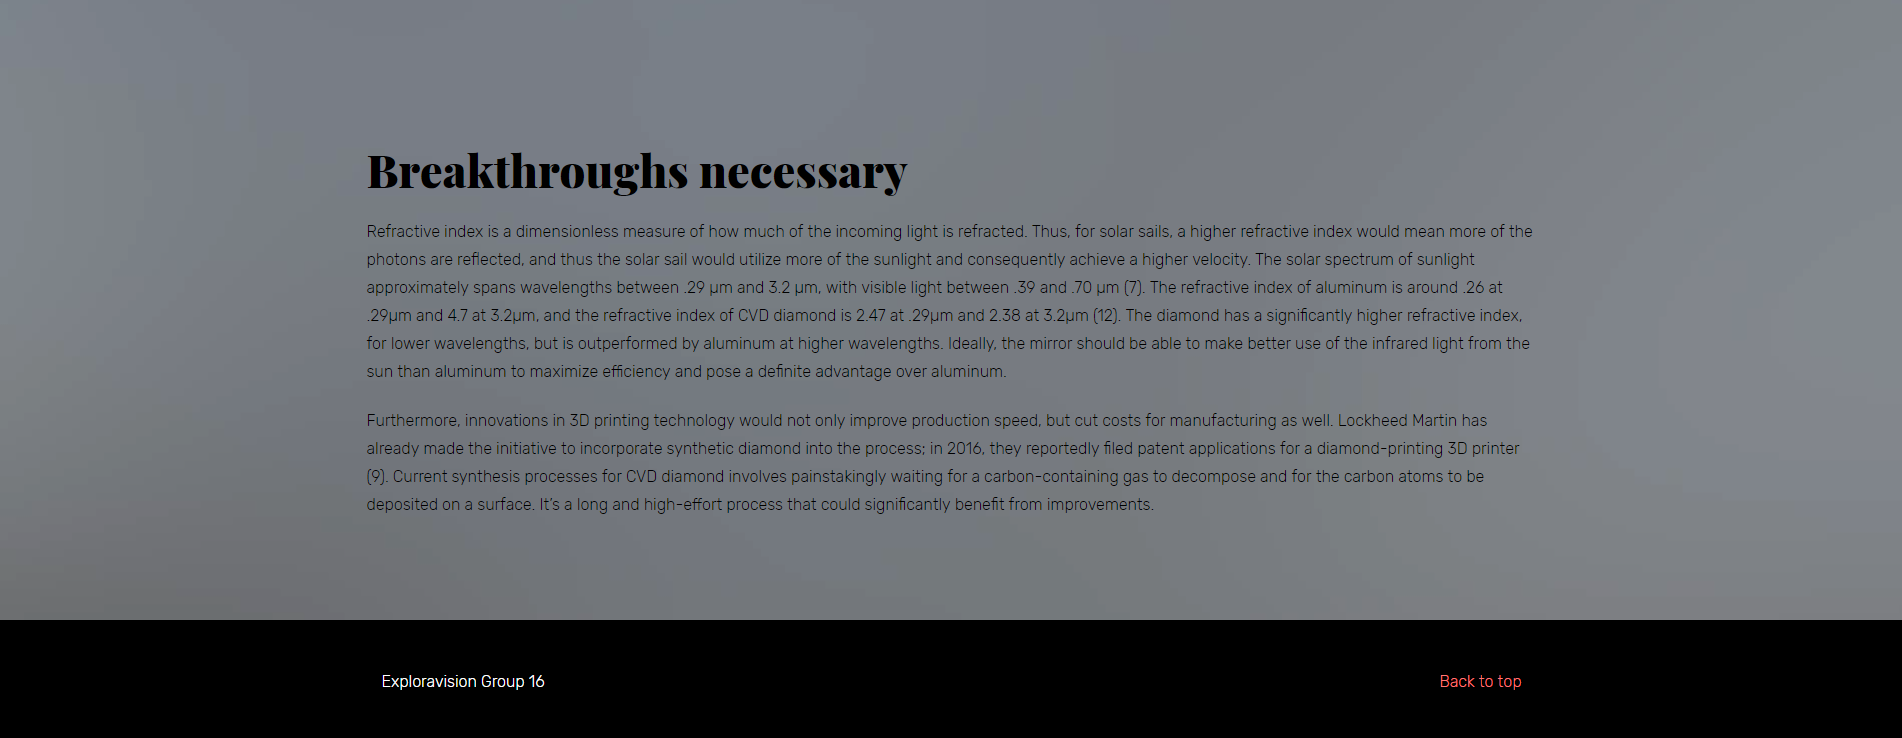 Breakthroughs necessary
Refractive index is a dimensionless measure of how much of the incoming light is refracted. Thus, for solar sails, a higher refractive index would mean more of the
photons are reflected, and thus the solar sail would utilize more of the sunlight and consequently achieve a higher velocity. The solar spectrum of sunlight
approximately spans wavelengths between .29 µm and 3.2 µm, with visible light between .39 and .70 µm (7). The refractive index of aluminum is around .26 at
.29µm and 4.7 at 3.2µm, and the refractive index of CVD diamond is 2.47 at .29µm and 2.38 at 3.2µm (12). The diamond has a significantly higher refractive index,
for lower wavelengths, but is outperformed by aluminum at higher wavelengths. Ideally, the mirror should be able to make better use of the infrared light from the
sun than aluminum to maximize efficiency and pose a definite advantage over aluminum.
Furthermore, innovations in 3D printing technology would not only improve production speed, but cut costs for manufacturing as well. Lockheed Martin has
already made the initiative to incorporate synthetic diamond into the process; in 2016, they reportedly filed patent applications for a diamond-printing 3D printer
(9). Current synthesis processes for CVD diamond involves painstakingly waiting for a carbon-containing gas to decompose and for the carbon atoms to be
deposited on a surface. It's a long and high-effort process that could significantly benefit from improvements.
Exploravision Group 16
Back to top